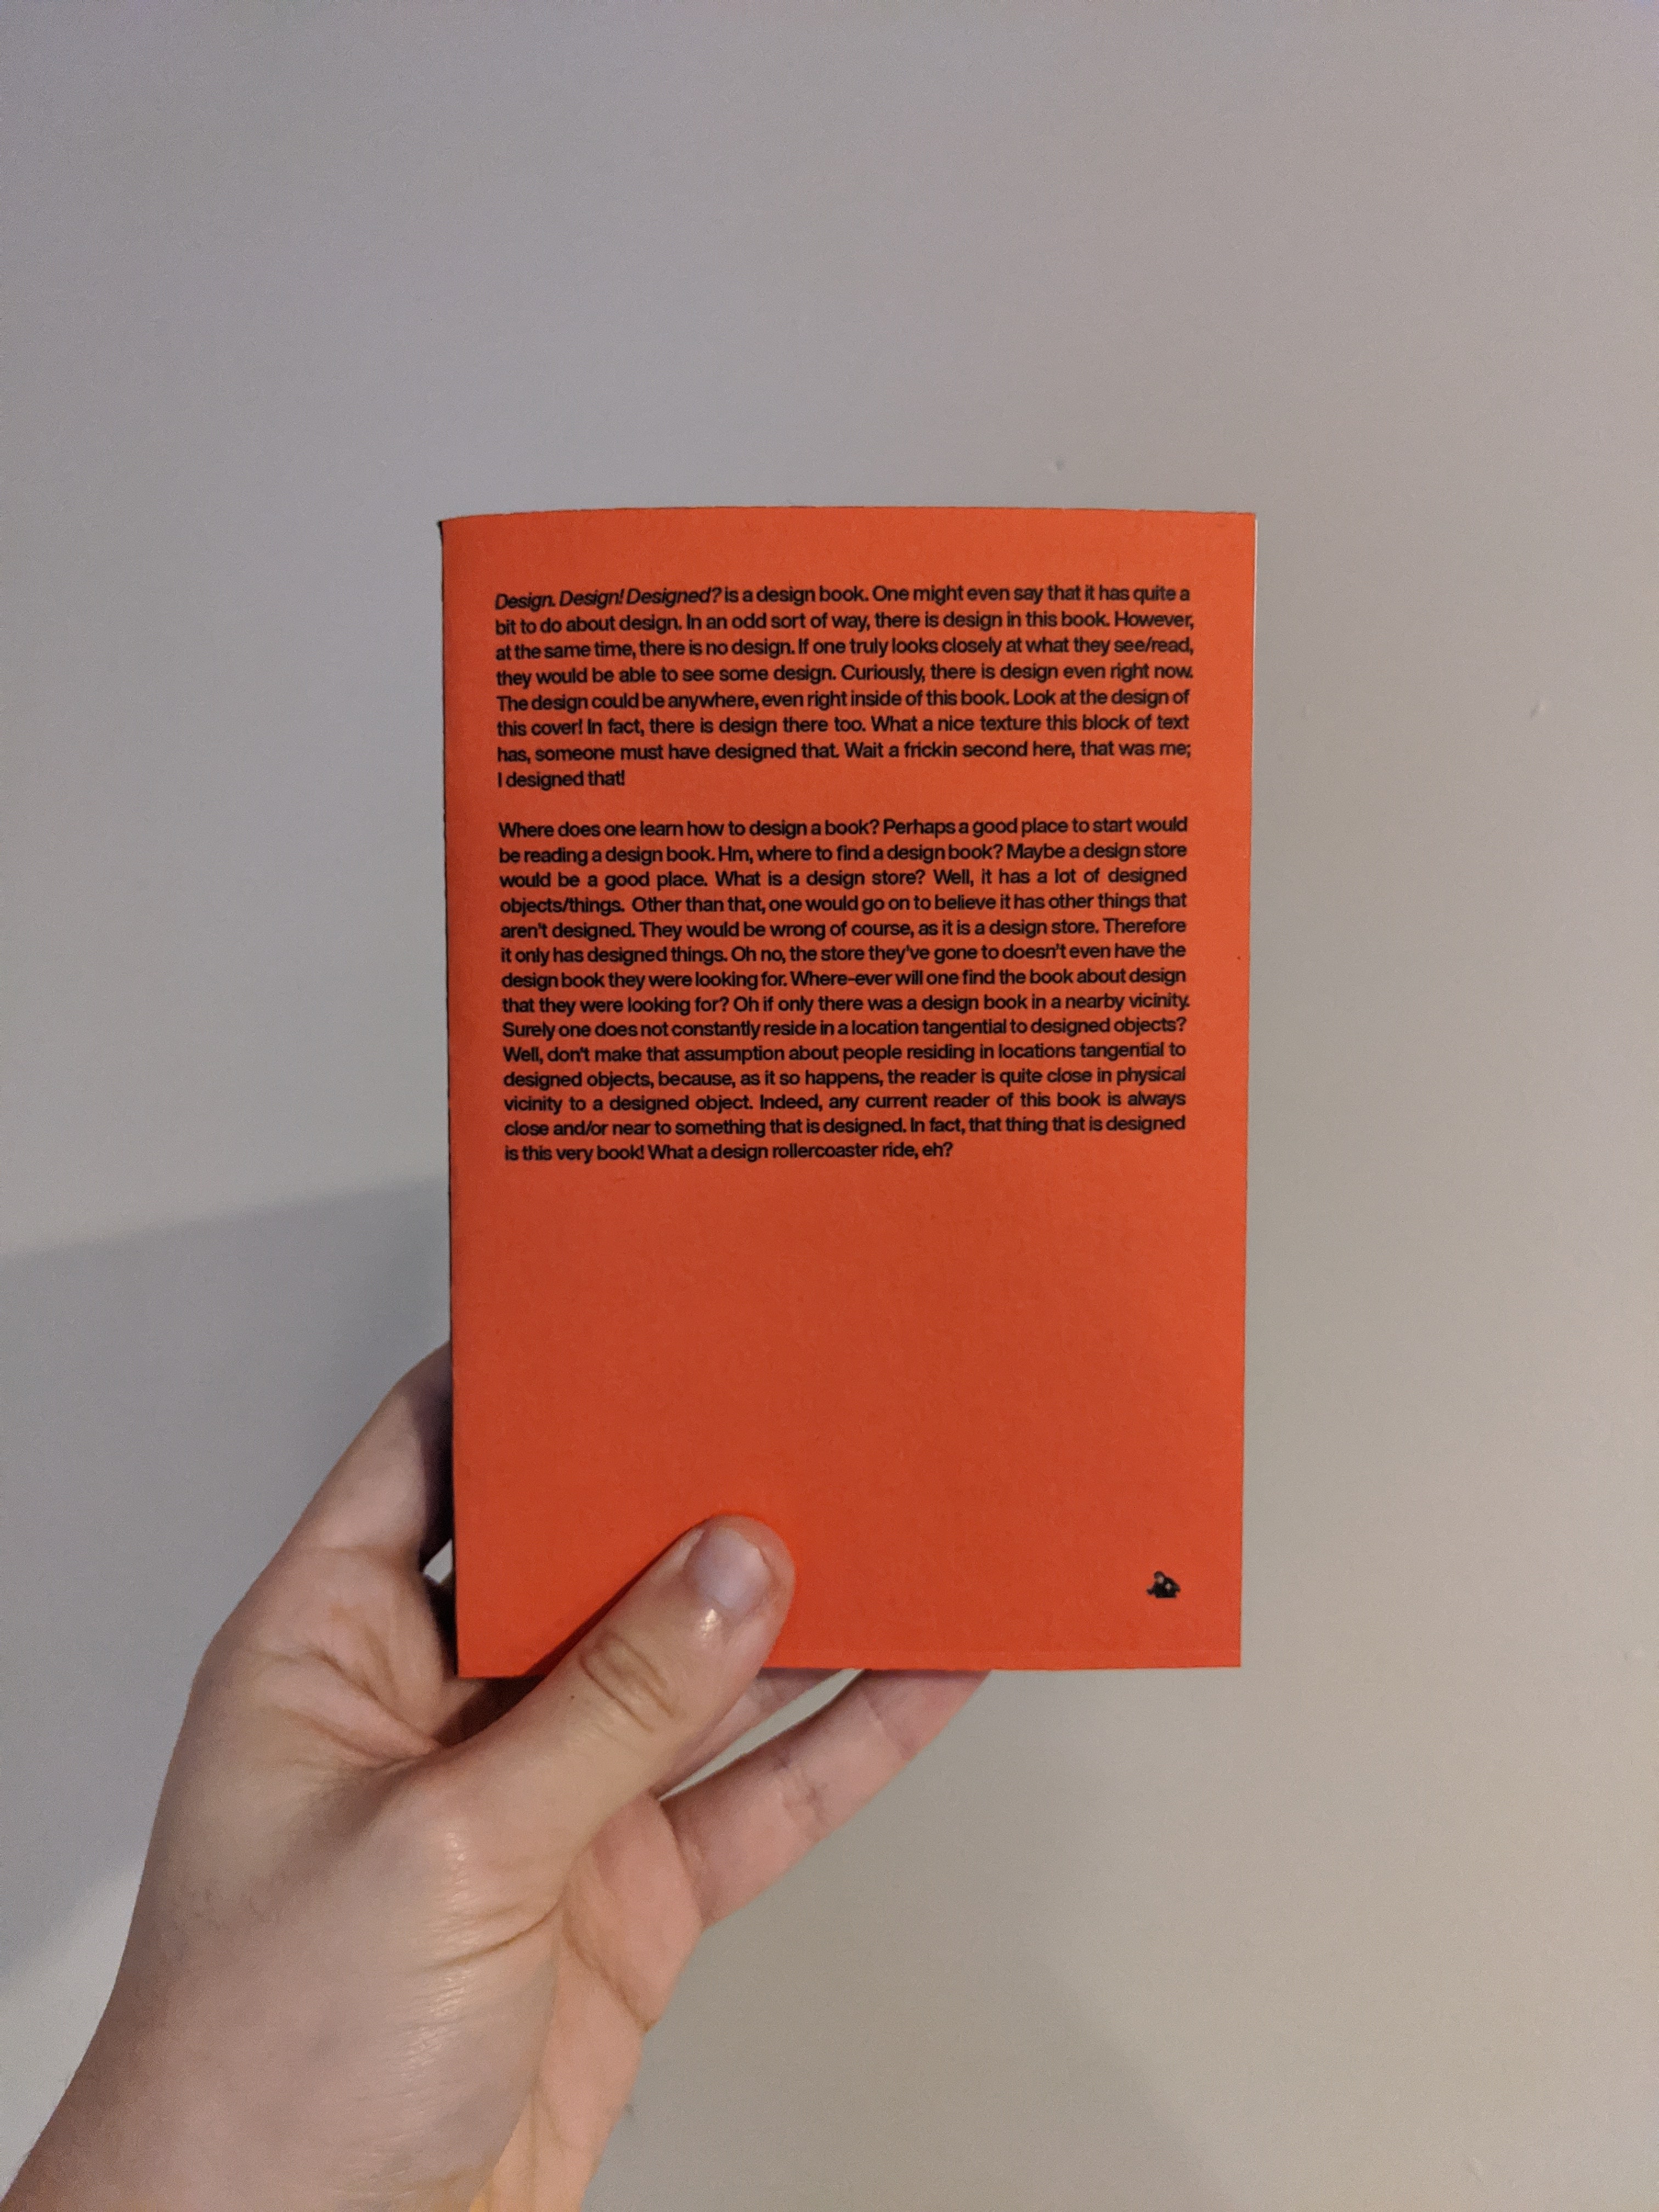 Design. Design! Designed? is a design book. One might even say that it has quite a
bit to do about design. In an odd sort of way, there is design in this book. However,
at the same time, there is no design. If one truly looks closely at what they see/read,
they would be able to see some design. Curiously, there is design even right now.
The design could be anywhere, even right inside of this book. Look at the design of
this cover! In fact, there is design there too. What a nice texture this block of text
has, someone must have designed that. Wait a frickin second here, that was me;
I designed that!
Where does one learn how to design a book? Perhaps a good place to start would
be reading a design book. Hm, where to find a design book? Maybe a design store
would be a good place. What is a design store? Well, it has a lot of designed
objects/things. Other than that, one would go on to believe it has other things that
aren't designed. They would be wrong of course, as it is a design store. Therefore
it only has designed things. Oh no, the store they've gone to doesn't even have the
design book they were looking for. Where-ever will one find the book about design
that they were looking for? Oh if only there was a design book in a nearby vicinity.
Surely one does not constantly reside in a location tangential to designed objects?
Well, don't make that assumption about people residing in locations tangential to
designed objects, because, as it so happens, the reader is quite close in physical
vicinity to a designed object. Indeed, any current reader of this book is always
close and/or near to something that is designed. In fact, that thing that is designed
is this very book! What a design rollercoaster ride, eh?